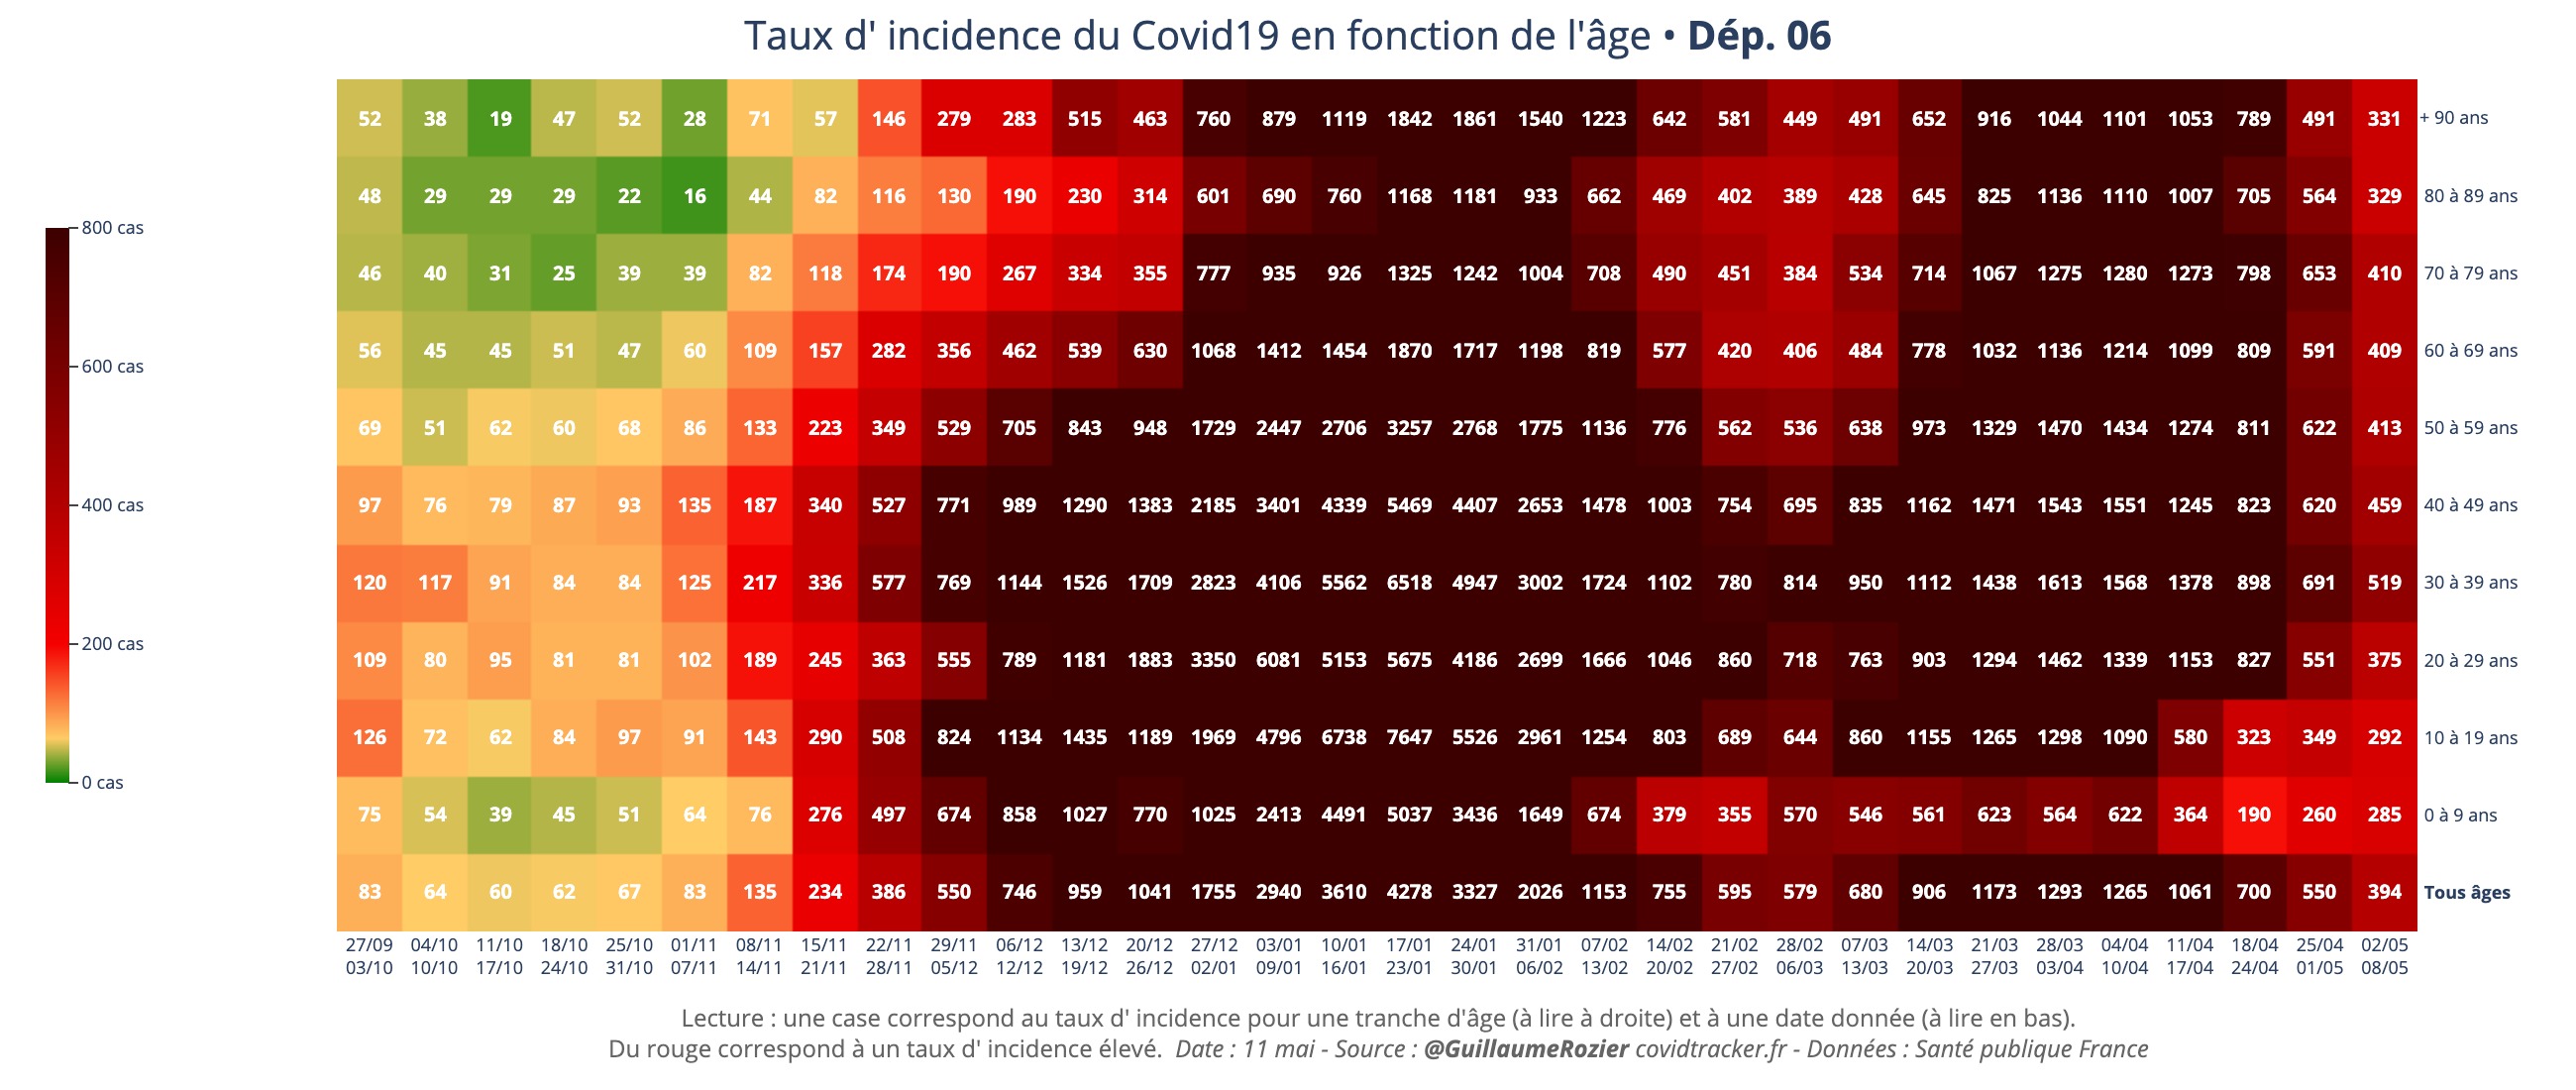 Taux d' incidence du Covid19 en fonction de l'âge • Dép. 06
800 cas
600 cas
400 cas
200 cas
0 cas
52 38 19 47 52 28 71 57 146 279 283 515 463 760 879 1119 1842 1861 1540 1223 642 581 449 491 652 916 1044 1101 1053 789 491 331 + 90 ans
48 29 29 29 22 16 44 82 116 130 190 230 314 601 690 760 1168 1181 933 662 469 402 389 428 645 825 1136 1110 1007 705 564 329 80 à 89 ans
46 40 31 25 39 39 82 118 174 190 267 334 355 777 935 926 1325 1242 1004 708 490 451 384 534 714 1067 1275 1280 1273 798 653 410 70 à 79 ans
56 45 45 51 47 60 109 157 282 356 462 539 630 1068 1412 1454 1870 1717 1198 819 577 420 406 484 778 1032 1136 1214 1099 809 591 409 60 à 69 ans
69 51 62 60 68 86 133 223 349 529 705 843 948 1729 2447 2706 3257 2768 1775 1136 776 562 536 638 973 1329 1470 1434 1274 811 622 413 50 à 59 ans
97 76 79 87 93 135 187 340 527 771 989 1290 1383 2185 3401 4339 5469 4407 2653 1478 1003 754 695 835 1162 1471 1543 1551 1245 823 620 459 40 à 49 ans
120 117 91 84 84 125 217 336 577 769 1144 1526 1709 2823 4106 5562 6518 4947 3002 1724 1102 780 814 950 1112 1438 1613 1568 1378 898 691 519 30 à 39 ans
109 80 95 81 81 102 189 245 363 555 789 1181 1883 3350 6081 5153 5675 4186 2699 1666 1046 860 718 763 903 1294 1462 1339 1153 827 551 375 20 à 29 ans
126 72 62 84 97 91 143 290 508 824 1134 1435 1189 1969 4796 6738 7647 5526 2961 1254 803 689 644 860 1155 1265 1298 1090 580 323 349 292 10 à 19 ans
75 54 39 45 51 64 76 276 497 674 858 1027 770 1025 2413 4491 5037 3436 1649 674 379 355 570 546 561 623 564 622 364 190 260 285 0 à 9 ans
83 64 60 62 67 83 135 234 386 550 746 959 1041 1755 2940 3610 4278 3327 2026 1153 755 595 579 680 906 1173 1293 1265 1061 700 550 394 Tous âges
27/09 04/10 11/10 18/10 25/10 01/11 08/11 15/11 22/11 29/11 06/12 13/12 20/12 27/12 03/01 10/01 17/01 24/01 31/01 07/02 14/02 21/02 28/02 07/03 14/03 21/03 28/03 04/04 11/04 18/04 25/04 02/05
03/10 10/10 17/10 24/10 31/10 07/11 14/11 21/11 28/11 05/12 12/12 19/12 26/12 02/01 09/01 16/01 23/01 30/01 06/02 13/02 20/02 27/02 06/03 13/03 20/03 27/03 03/04 10/04 17/04 24/04 01/05 08/05
Lecture : une case correspond au taux d' incidence pour une tranche d'âge (à lire à droite) et à une date donnée (à lire en bas).
Du rouge correspond à un taux d' incidence élevé. Date : 11 mai - Source : @GuillaumeRozier covidtracker.fr - Données : Santé publique France